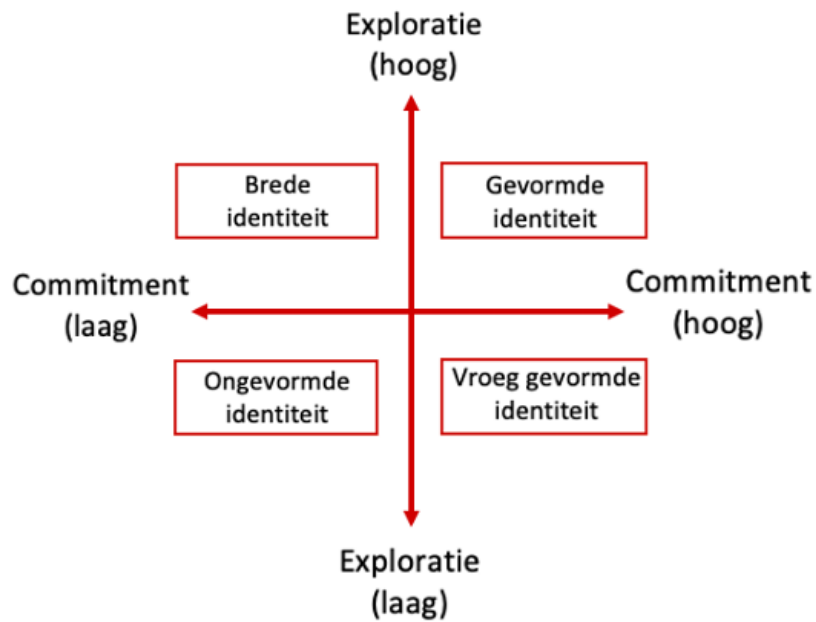 Exploratie
(hoog)
Brede
identiteit
Gevormde
identiteit
Commitment
(laag)
Commitment
(hoog)
Ongevormde
identiteit
Vroeg gevormde
identiteit
Exploratie
(laag)